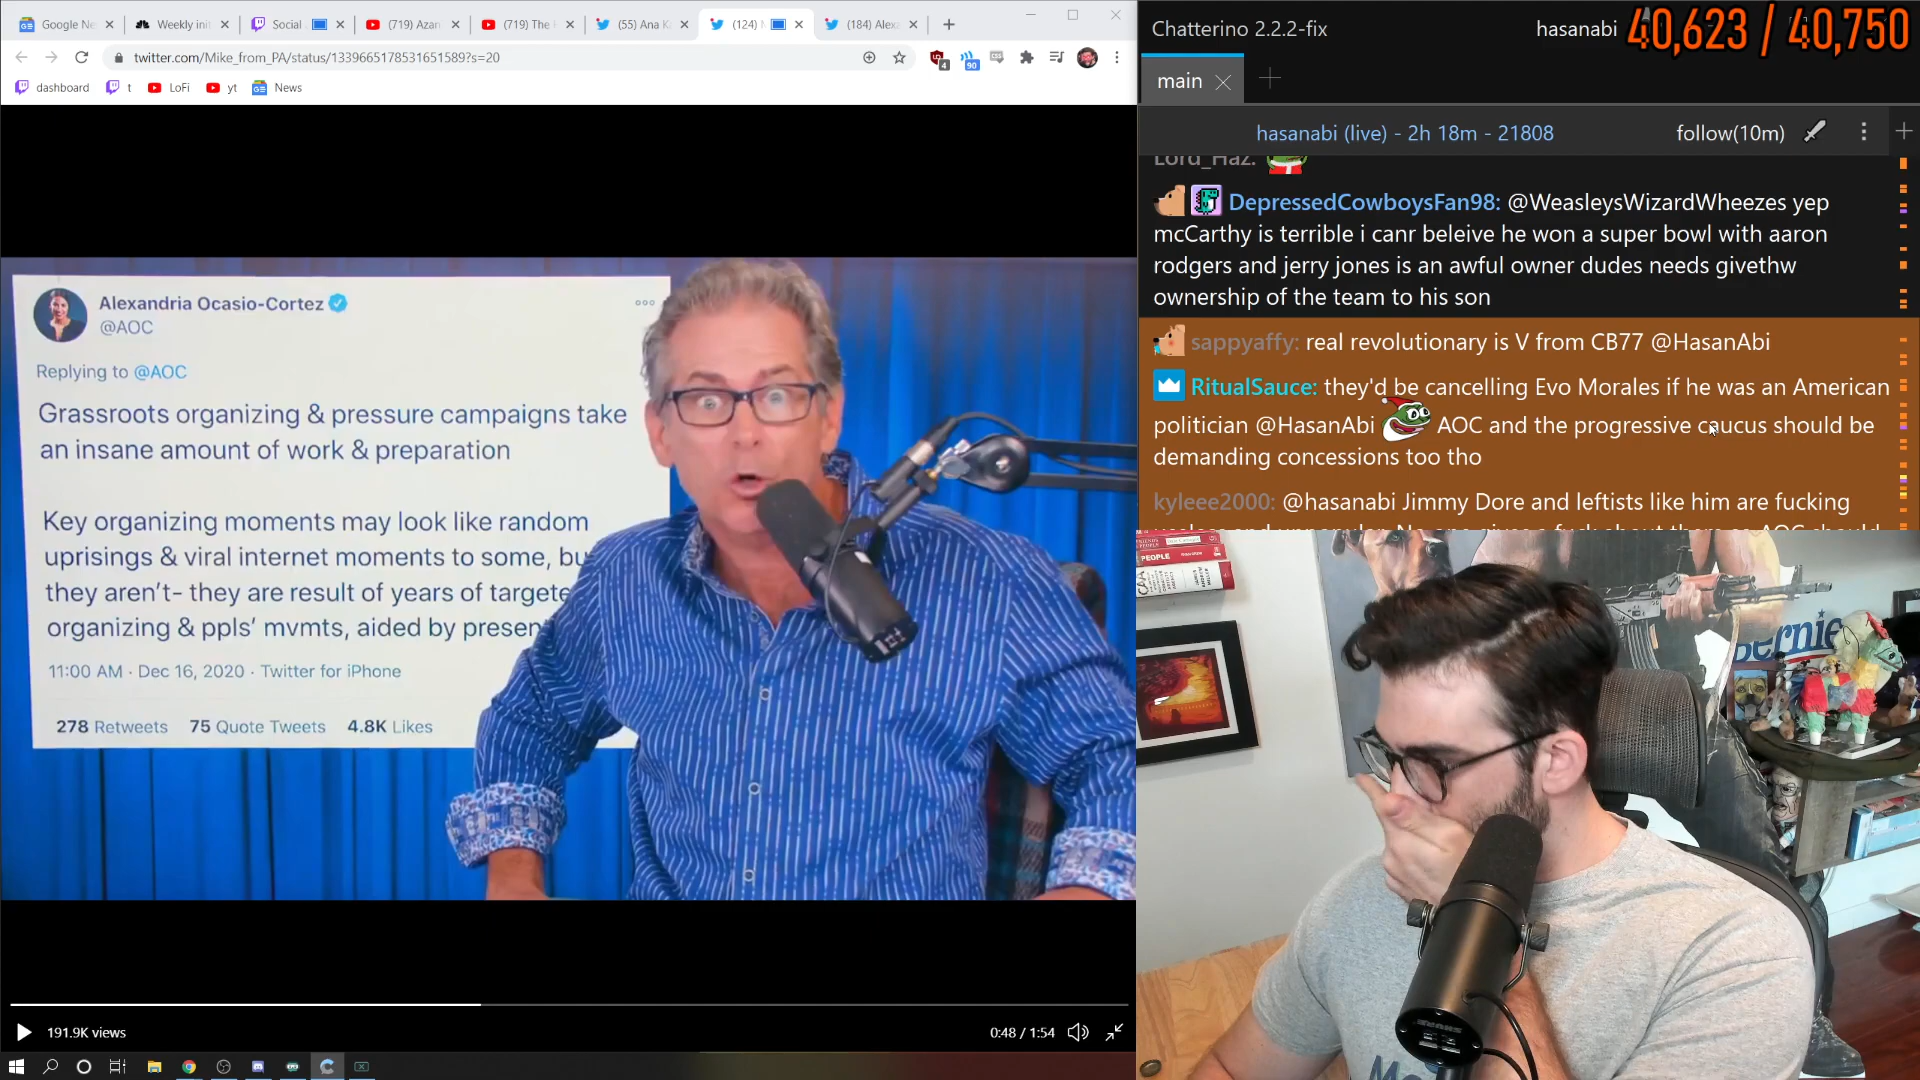 Google Ne
Weekly ini
Social
(719) Azar
(719) The H
(55) Ana K
(124)
(184) Alexa
twitter.com/Mike_from_PA/status/1339665178531651589?s=20
4
90
dashboard
t
LoFi
yt
News
Alexandria Ocasio-Cortez
@AOC
Replying to @AOC
Grassroots organizing & pressure campaigns take
an insane amount of work & preparation
Key organizing moments may look like random
uprisings & viral internet moments to some, bu
they aren't- they are result of years of targete
organizing & ppls' mvmts, aided by presen
11:00 AM · Dec 16, 2020 · Twitter for iPhone
278 Retweets 75 Quote Tweets 4.8K Likes
191.9K views
0:48 / 1:54
Chatterino 2.2.2-fix
hasanabi
40,623 / 40,750
main
hasanabi (live) - 2h 18m - 21808
follow(10m)
Lord_Haz:
DepressedCowboysFan98: @WeasleysWizardWheezes yep
mcCarthy is terrible i canr beleive he won a super bowl with aaron
rodgers and jerry jones is an awful owner dudes needs givethw
ownership of the team to his son
sappyaffy: real revolutionary is V from CB77 @HasanAbi
RitualSauce: they'd be cancelling Evo Morales if he was an American
politician @HasanAbi AOC and the progressive caucus should be
demanding concessions too tho
kyleee2000: @hasanabi Jimmy Dore and leftists like him are fucking
PEOPLE
Bernie